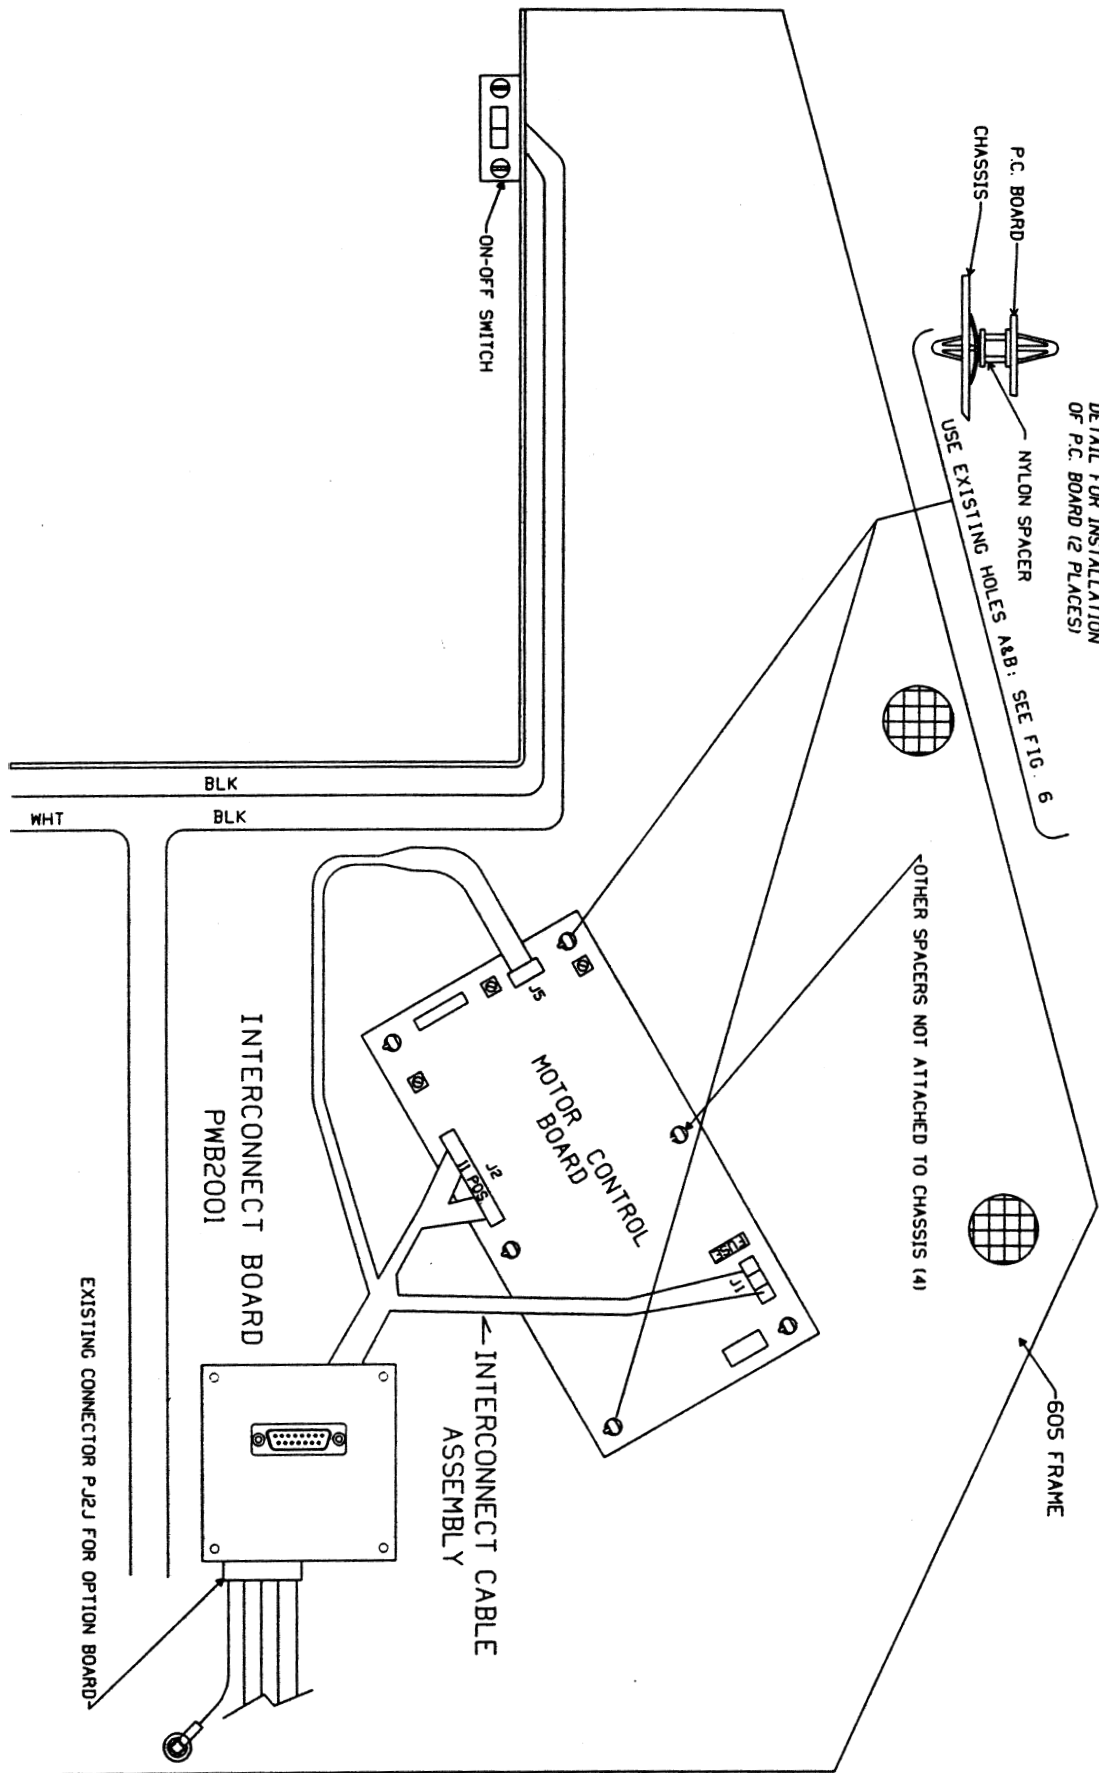 DETAIL FOR INSTALLATION
OF P.C. BOARD (2 PLACES)
P.C. BOARD
CHASSIS
NYLON SPACER
USE EXISTING HOLES A&B; SEE FIG. 6
ON-OFF SWITCH
OTHER SPACERS NOT ATTACHED TO CHASSIS (4)
605 FRAME
BLK
BLK
WHT
J5
MOTOR CONTROL
BOARD
J2
11 POS
FUSE
J1
INTERCONNECT BOARD
PWB2001
INTERCONNECT CABLE
ASSEMBLY
EXISTING CONNECTOR PJ2J FOR OPTION BOARD